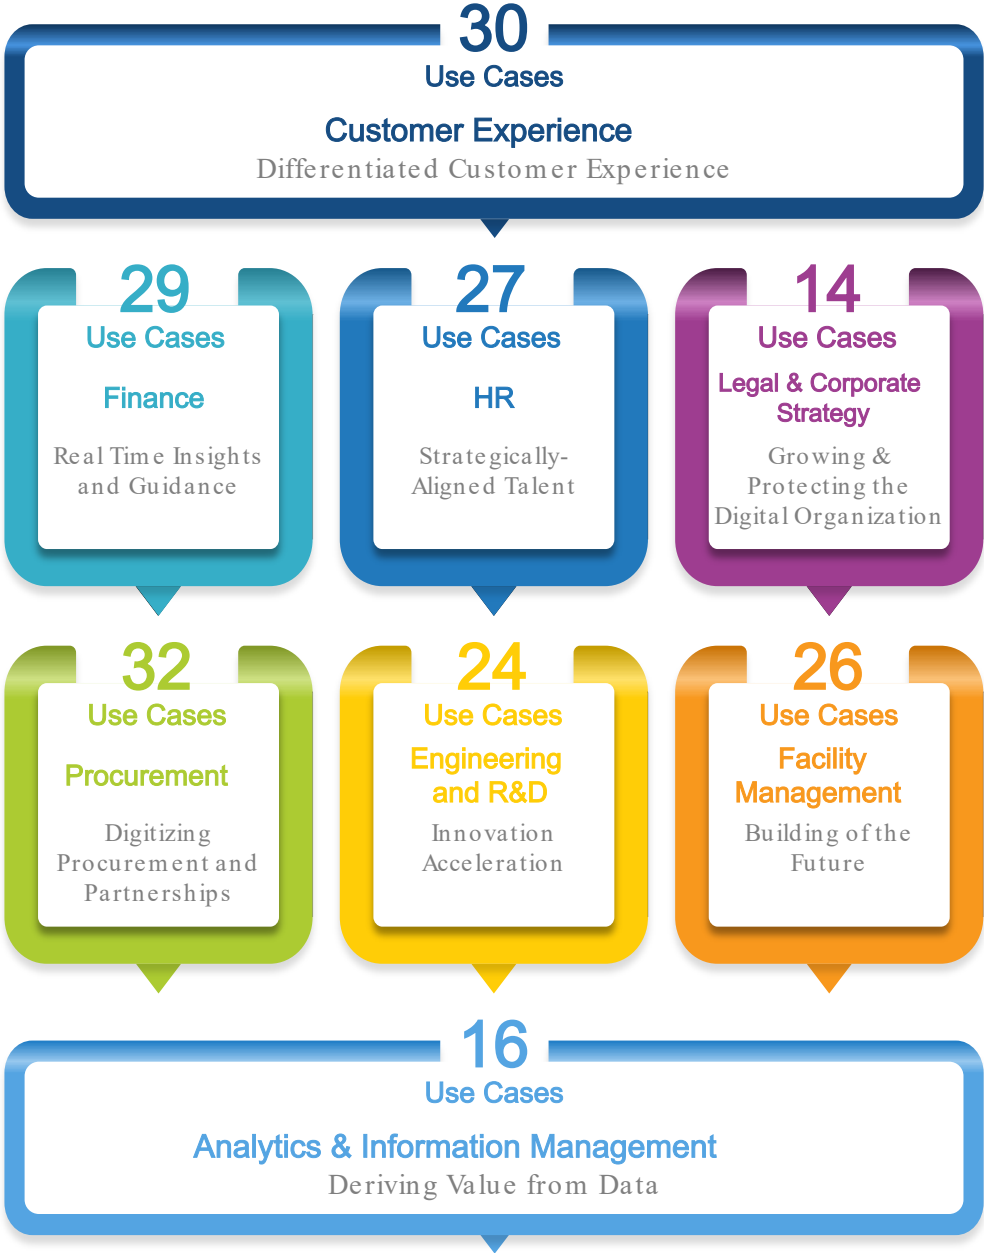 30
Use Cases
Customer Experience
Differentiated Customer Experience
29
Use Cases
Finance
Real Time Insights
and Guidance
27
Use Cases
HR
Strategically-
Aligned Talent
14
Use Cases
Legal & Corporate
Strategy
Growing &
Protecting the
Digital Organization
32
Use Cases
Procurement
Digitizing
Procurement and
Partnerships
24
Use Cases
Engineering
and R&D
Innovation
Acceleration
26
Use Cases
Facility
Management
Building of the
Future
16
Use Cases
Analytics & Information Management
Deriving Value from Data